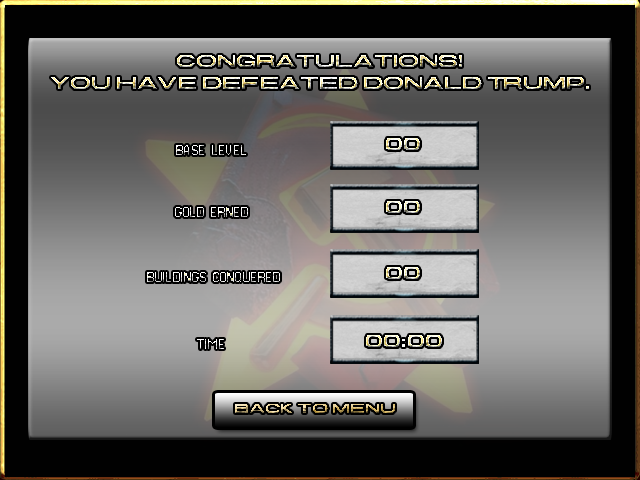 CONGRATULATIONS!
YOU HAVE DEFEATED DONALD TRUMP.
BASE LEVEL 00
GOLD ERNED 00
BUILDINGS CONQUERED 00
TIME 00:00
BACK TO MENU